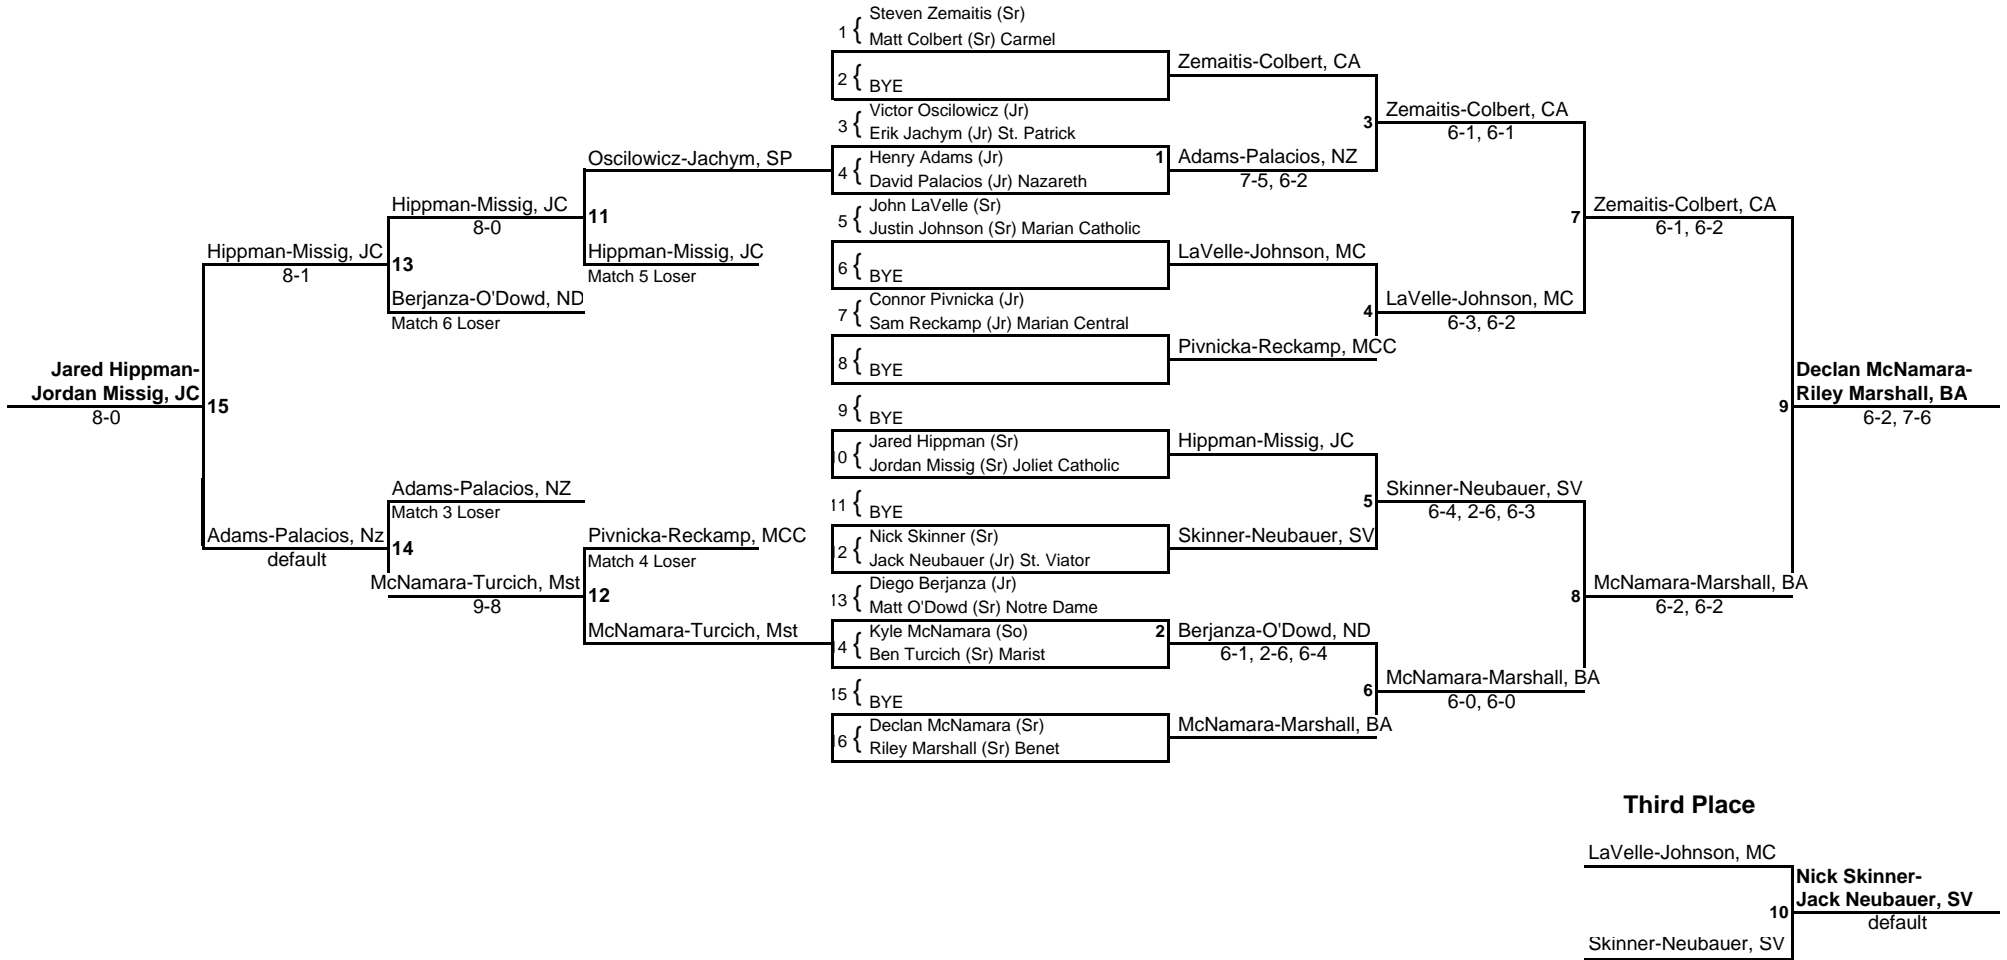 Steven Zemaitis (Sr)
1 {
Matt Colbert (Sr) Carmel
Zemaitis-Colbert, CA
2 {
BYE
Victor Oscilowicz (Jr)
3 {
Erik Jachym (Jr) St. Patrick
3
Zemaitis-Colbert, CA
6-1, 6-1
Oscilowicz-Jachym, SP
Henry Adams (Jr)
4 {
David Palacios (Jr) Nazareth
1
Adams-Palacios, NZ
7-5, 6-2
Hippman-Missig, JC
8-0
11
John LaVelle (Sr)
5 {
Justin Johnson (Sr) Marian Catholic
7
Zemaitis-Colbert, CA
6-1, 6-2
Hippman-Missig, JC
8-1
13
Hippman-Missig, JC
Match 5 Loser
LaVelle-Johnson, MC
6 {
BYE
Berjanza-O'Dowd, ND
Match 6 Loser
Connor Pivnicka (Jr)
7 {
Sam Reckamp (Jr) Marian Central
4
LaVelle-Johnson, MC
6-3, 6-2
Pivnicka-Reckamp, MCC
8 {
BYE
Jared Hippman-
Jordan Missig, JC
8-0
15
9 {
BYE
9
Declan McNamara-
Riley Marshall, BA
6-2, 7-6
Jared Hippman (Sr)
10 {
Jordan Missig (Sr) Joliet Catholic
Hippman-Missig, JC
Adams-Palacios, NZ
Match 3 Loser
11 {
BYE
5
Skinner-Neubauer, SV
6-4, 2-6, 6-3
Adams-Palacios, Nz
default
14
Pivnicka-Reckamp, MCC
Match 4 Loser
Nick Skinner (Sr)
12 {
Jack Neubauer (Jr) St. Viator
Skinner-Neubauer, SV
McNamara-Turcich, Mst
9-8
12
Diego Berjanza (Jr)
13 {
Matt O'Dowd (Sr) Notre Dame
8
McNamara-Marshall, BA
6-2, 6-2
McNamara-Turcich, Mst
Kyle McNamara (So)
14 {
Ben Turcich (Sr) Marist
2
Berjanza-O'Dowd, ND
6-1, 2-6, 6-4
15 {
BYE
6
McNamara-Marshall, BA
6-0, 6-0
Declan McNamara (Sr)
16 {
Riley Marshall (Sr) Benet
McNamara-Marshall, BA
Third Place
LaVelle-Johnson, MC
10
Nick Skinner-
Jack Neubauer, SV
default
Skinner-Neubauer, SV